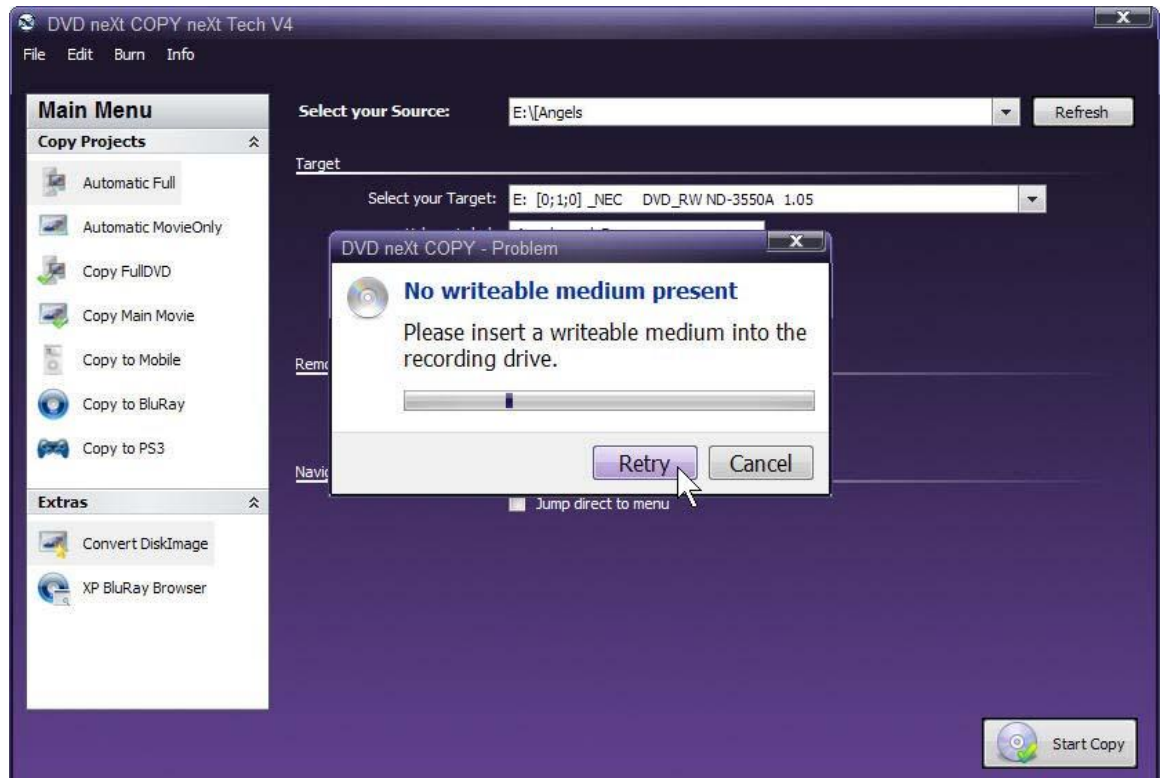 DVD neXt COPY neXt Tech V4
File Edit Burn Info
Main Menu
Copy Projects
Automatic Full
Automatic MovieOnly
Copy FullDVD
Copy Main Movie
Copy to Mobile
Copy to BluRay
Copy to PS3
Extras
Convert DiskImage
XP BluRay Browser
Select your Source: E:\[Angels Refresh
Target
Select your Target: E: [0;1;0] _NEC DVD_RW ND-3550A 1.05
DVD neXt COPY - Problem
No writeable medium present
Please insert a writeable medium into the
recording drive.
Retry Cancel
Jump direct to menu
Start Copy